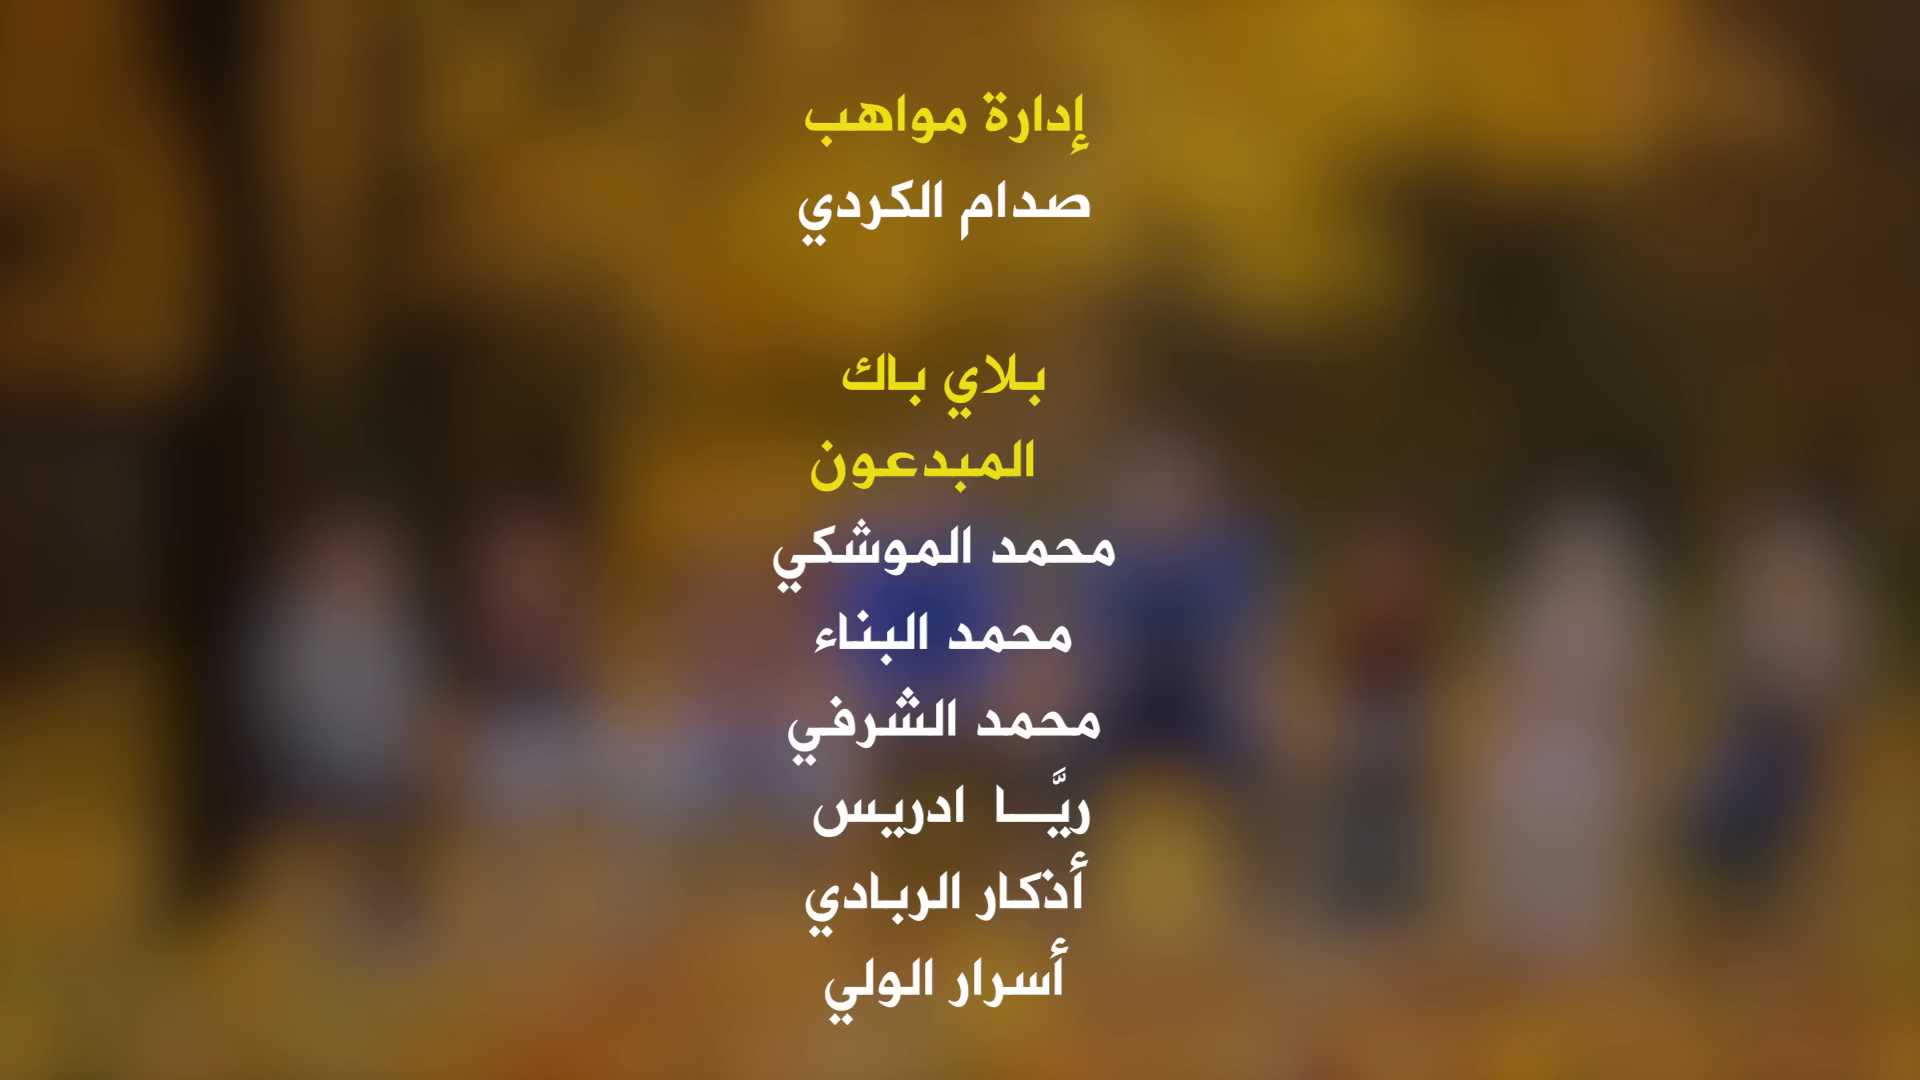 إدارة مواهب
صدام الكردي
بلاي باك
المبدعون
محمد الموشكي
محمد البناء
محمد الشرفي
ريَّـــا ادريس
أذكار الربادي
أسرار الولي